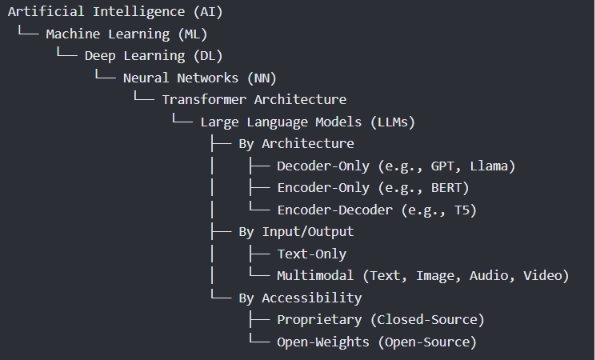 Artificial Intelligence (AI)
└── Machine Learning (ML)
    └── Deep Learning (DL)
        └── Neural Networks (NN)
            └── Transformer Architecture
                └── Large Language Models (LLMs)
                    ├── By Architecture
                    │   ├── Decoder-Only (e.g., GPT, Llama)
                    │   ├── Encoder-Only (e.g., BERT)
                    │   └── Encoder-Decoder (e.g., T5)
                    ├── By Input/Output
                    │   ├── Text-Only
                    │   └── Multimodal (Text, Image, Audio, Video)
                    └── By Accessibility
                        ├── Proprietary (Closed-Source)
                        └── Open-Weights (Open-Source)